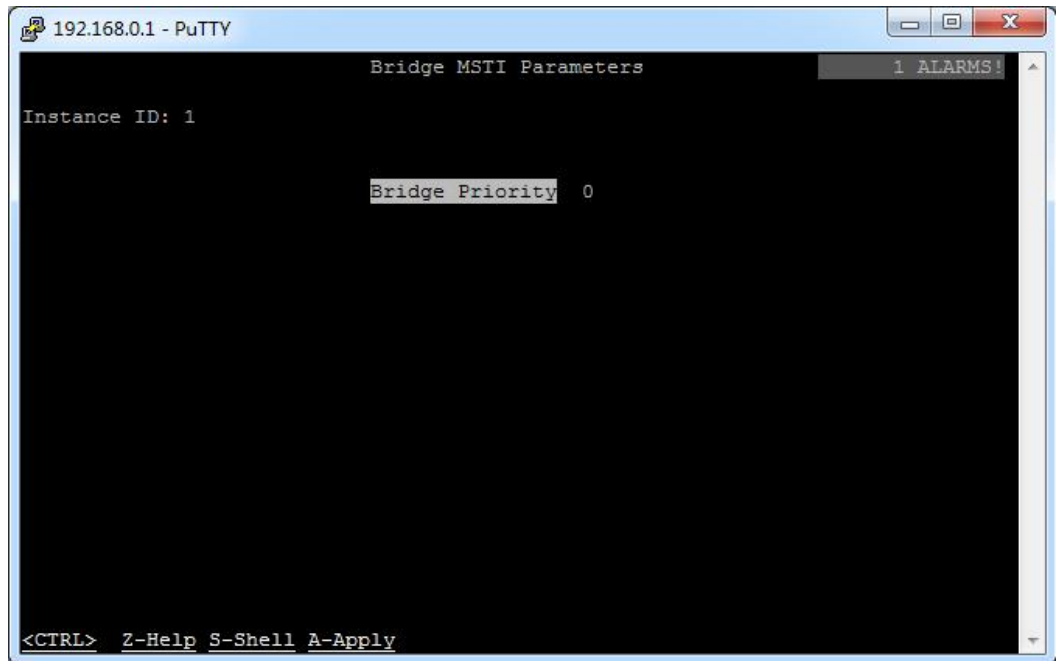 192.168.0.1 - PuTTY
Bridge MSTI Parameters 1 ALARMS!
Instance ID: 1
Bridge Priority 0
<CTRL> Z-Help S-Shell A-Apply